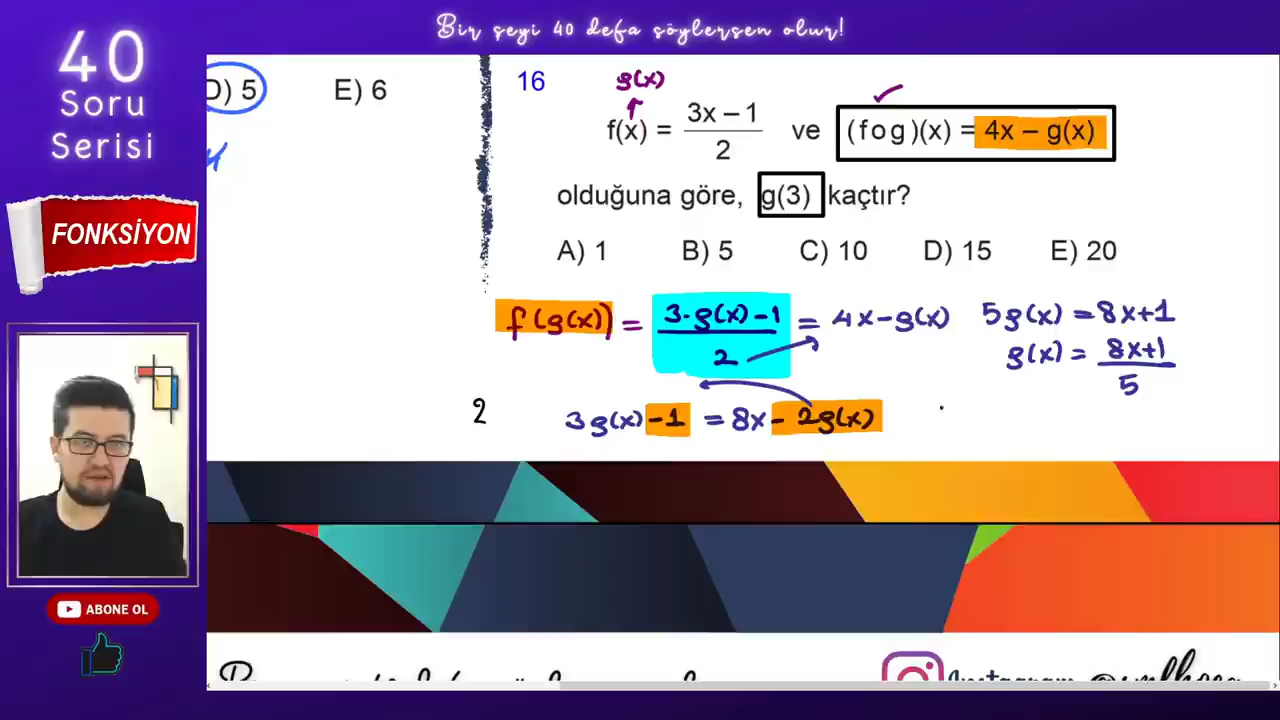 Bir şeyi 40 defa söylersen olur!
40
Soru
Serisi
FONKSİYON
ABONE OL
D) 5 E) 6
16
g(x)
f(x) = 3x – 1 / 2 ve (fog)(x) = 4x – g(x)
olduğuna göre, g(3) kaçtır?
A) 1 B) 5 C) 10 D) 15 E) 20
f(g(x)) = 3·g(x)-1 / 2 = 4x-g(x)
2 3g(x) -1 = 8x - 2g(x)
5g(x) = 8x+1
g(x) = 8x+1 / 5